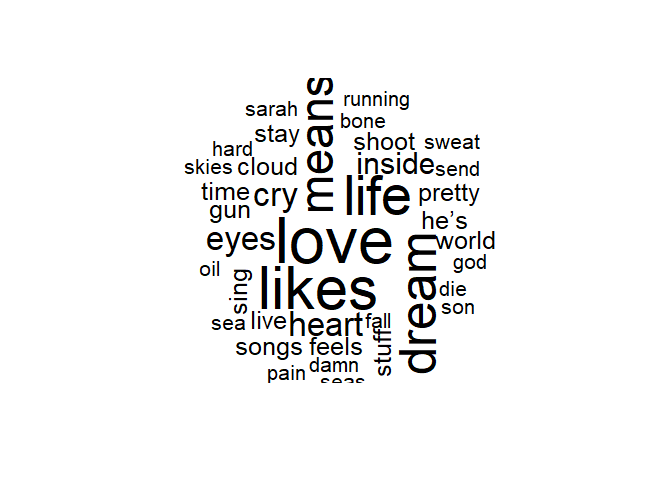 means
running
sarah
bone
stay
shoot
sweat
hard
inside
skies
cloud
send
time
cry
life
pretty
gun
he's
eyes
love
world
oil
god
sing
likes
dream
die
son
sea
live
heart
fall
songs
feels
stuff
pain
damn
seas